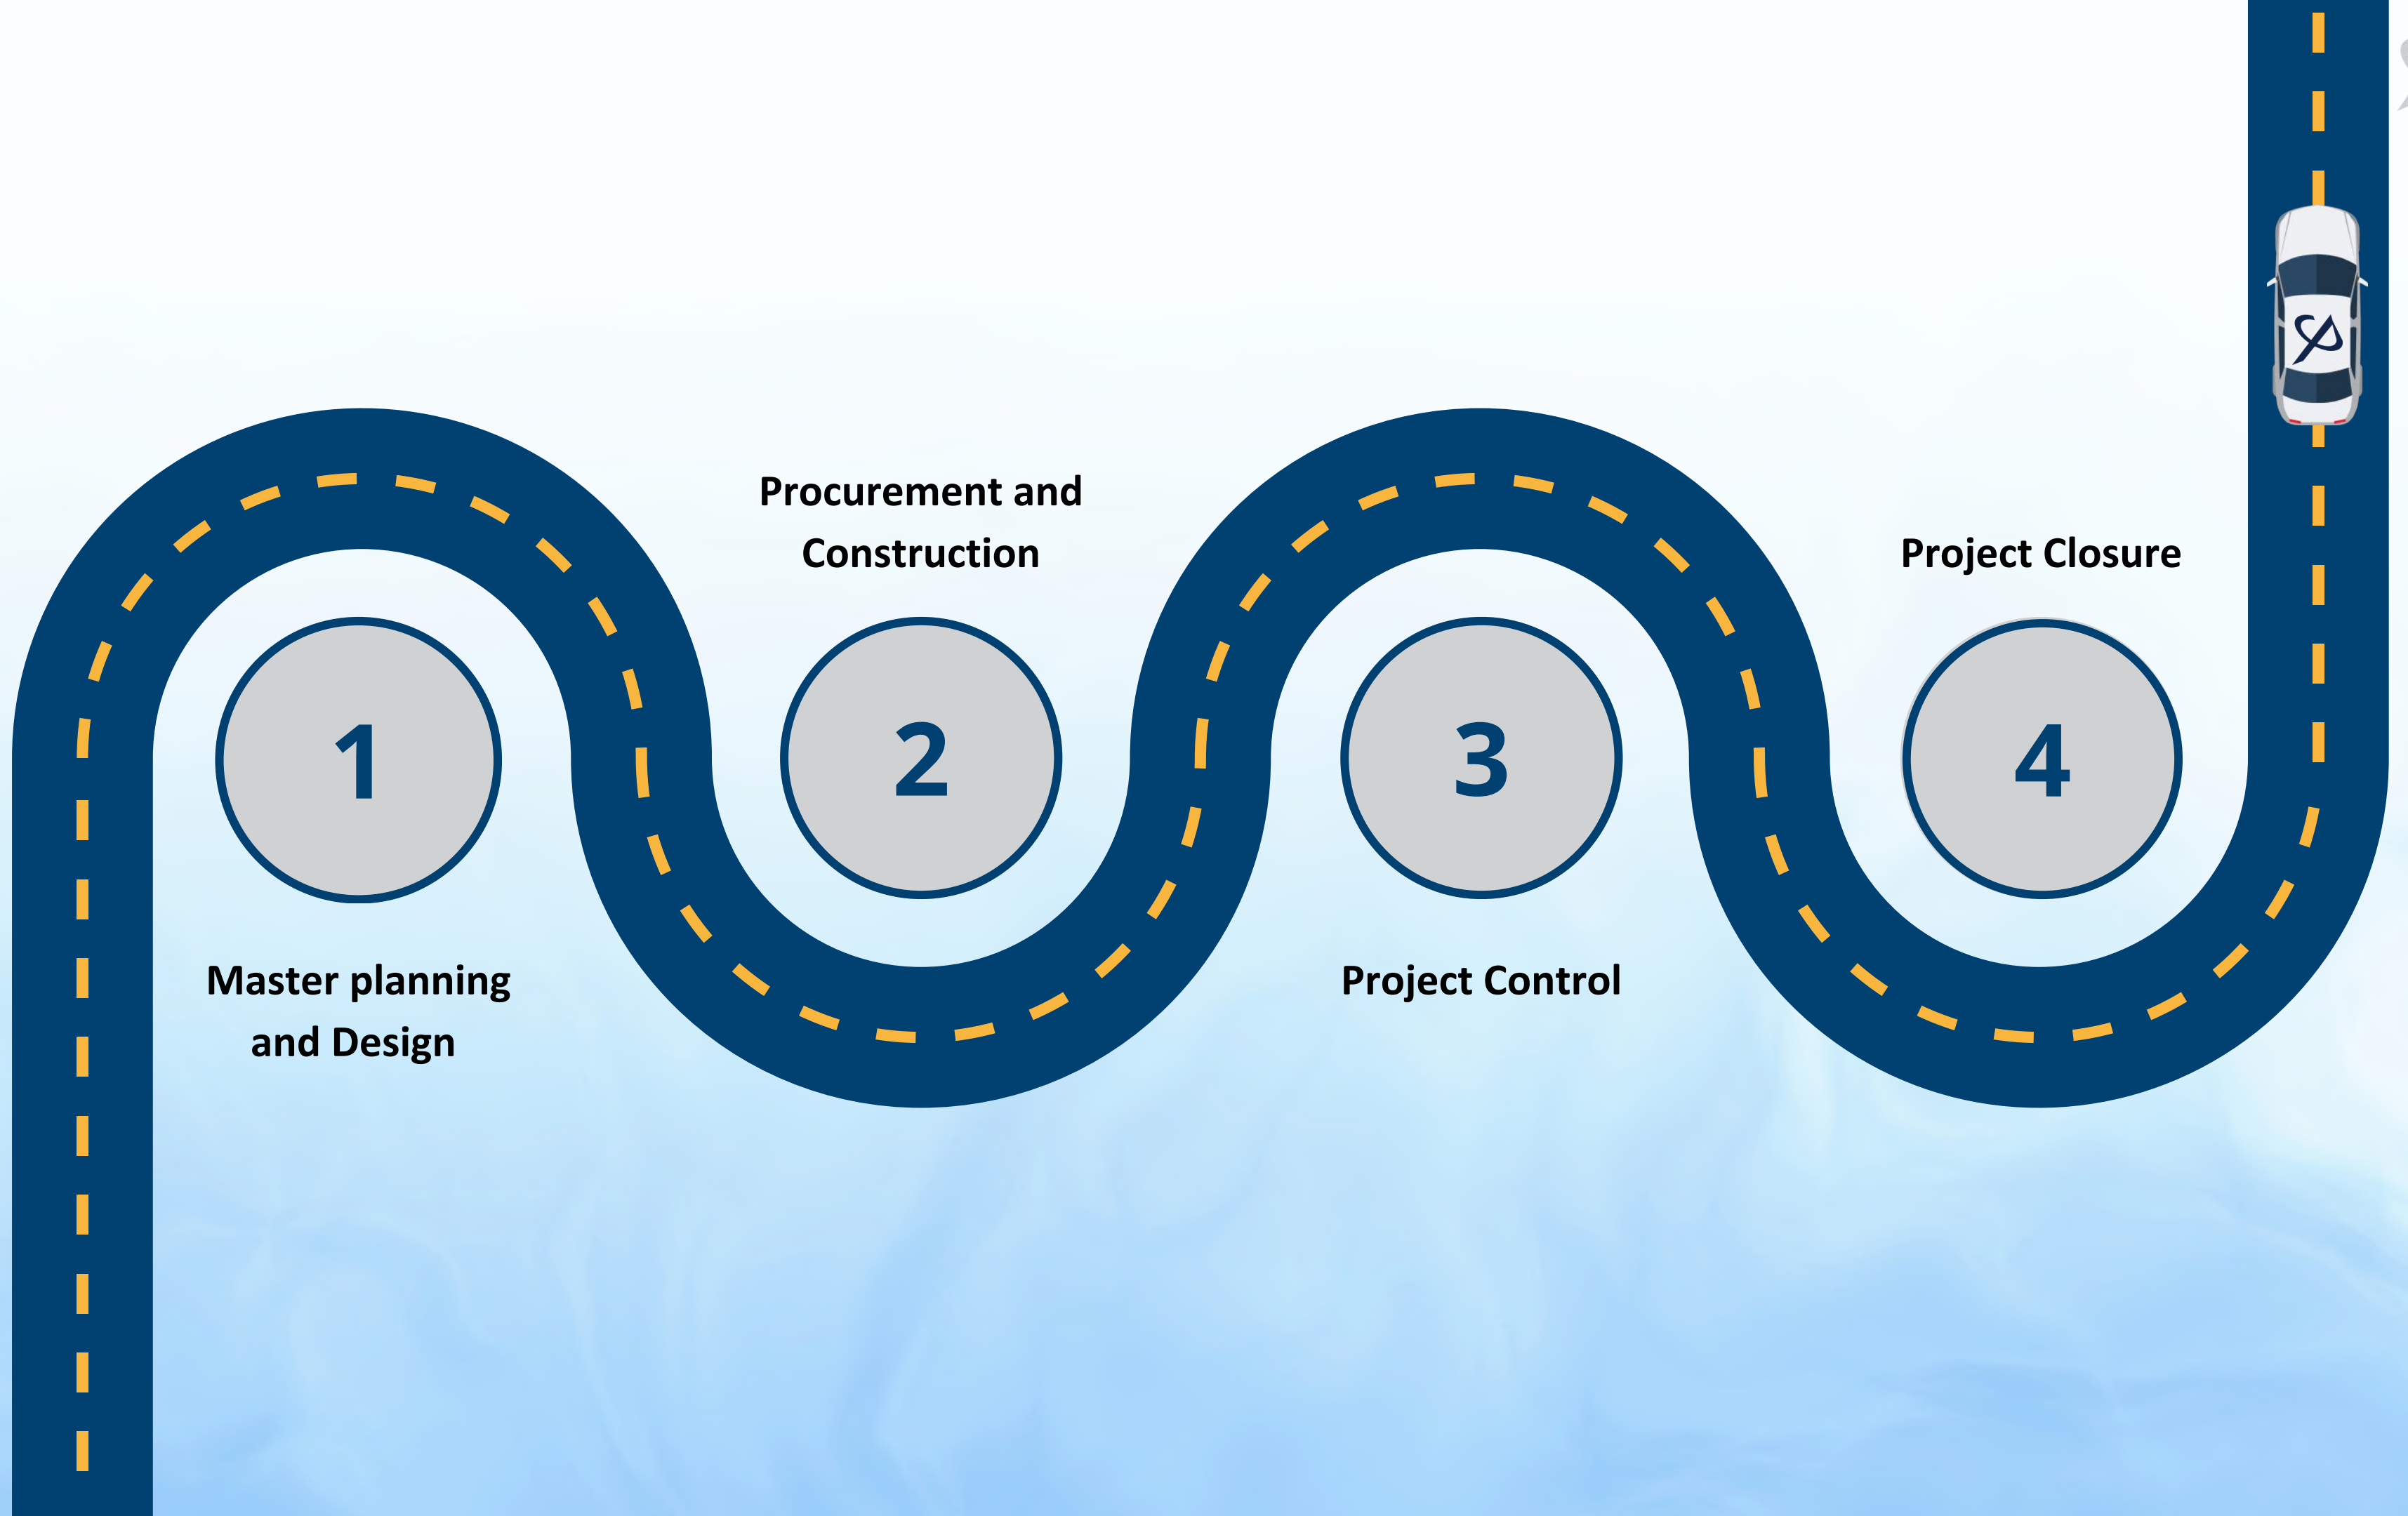 1
Master planning
and Design
Procurement and
Construction
2
3
Project Control
Project Closure
4